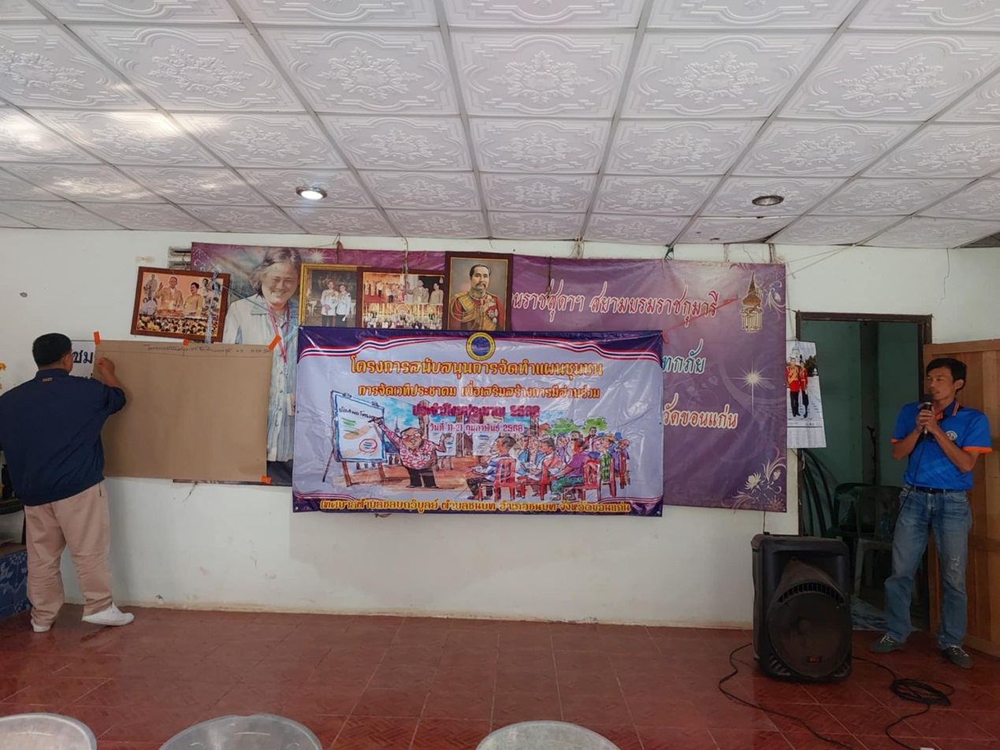 นราชสุดาฯ สยามบรมราชกุมารี
ทกภัย
วัดขอนแก่น
ชม
โครงการสนับสนุนการจัดทำแผนชุมชน
การจัดเวทีประชาคม เพื่อเสริมสร้างการมีส่วนร่วม
ประจำปีงบประมาณ 2568
วันที่ 11-21 กุมภาพันธ์ 2568
เทศบาลตำบลชลบถวิบูลย์ ตำบลชนบท อำเภอชนบท จังหวัดขอนแก่น